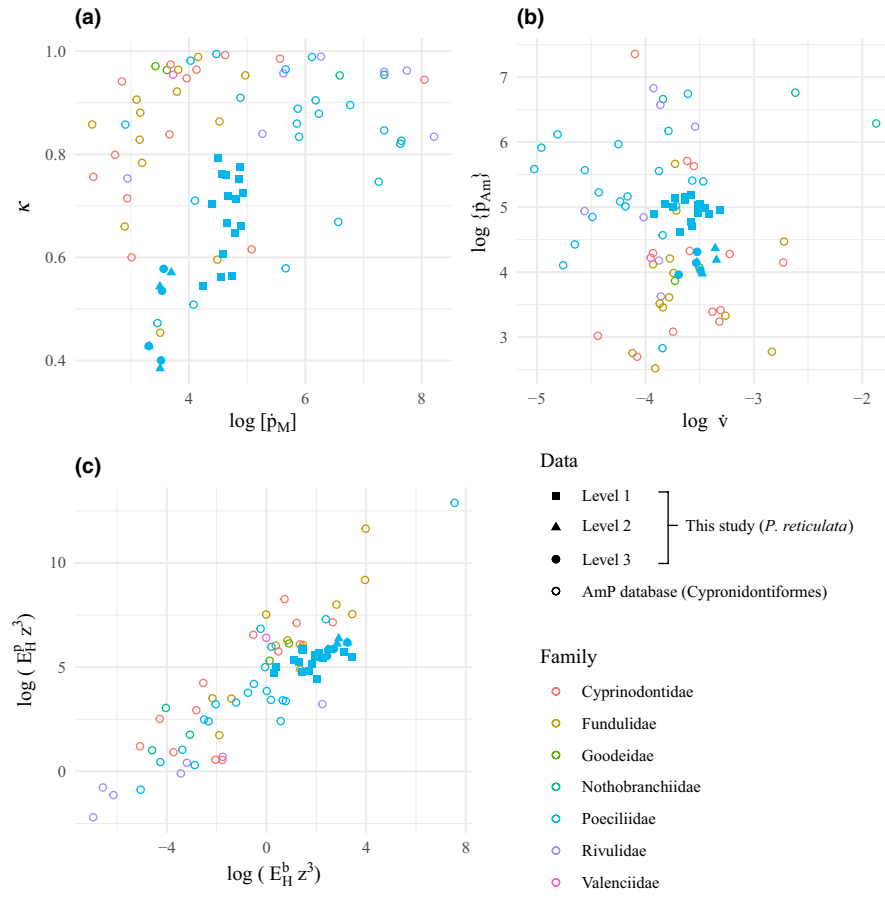 (a)
1.0
0.8
0.6
0.4
κ
3
4
6
8
log [ṗ_M]
(b)
7
6
5
4
3
log {ṗ_Am}
−5
−4
−3
−2
log v̇
(c)
10
5
0
log ( E_H^p z^3)
−4
0
4
8
log ( E_H^b z^3)
Data
Level 1
Level 2
Level 3
This study (P. reticulata)
AmP database (Cypronidontiformes)
Family
Cyprinodontidae
Fundulidae
Goodeidae
Nothobranchiidae
Poeciliidae
Rivulidae
Valenciidae